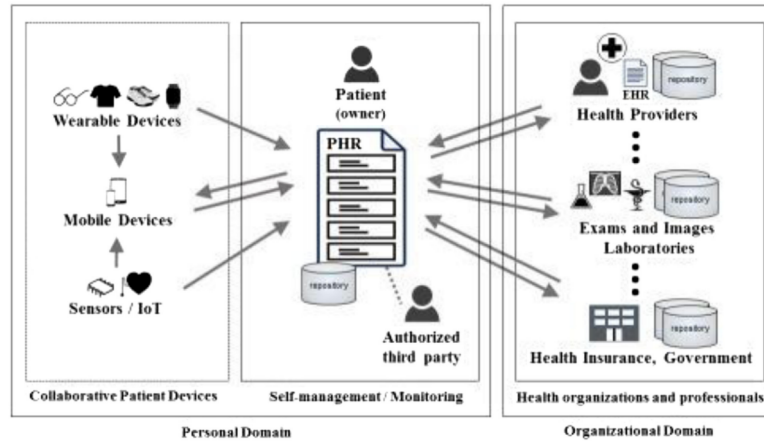 Patient
(owner)
PHR
repository
Authorized
third party
Wearable Devices
Mobile Devices
Sensors / IoT
EHR
repository
Health Providers
repository
Exams and Images
Laboratories
repository
Health Insurance, Government
Collaborative Patient Devices
Self-management / Monitoring
Health organizations and professionals
Personal Domain
Organizational Domain